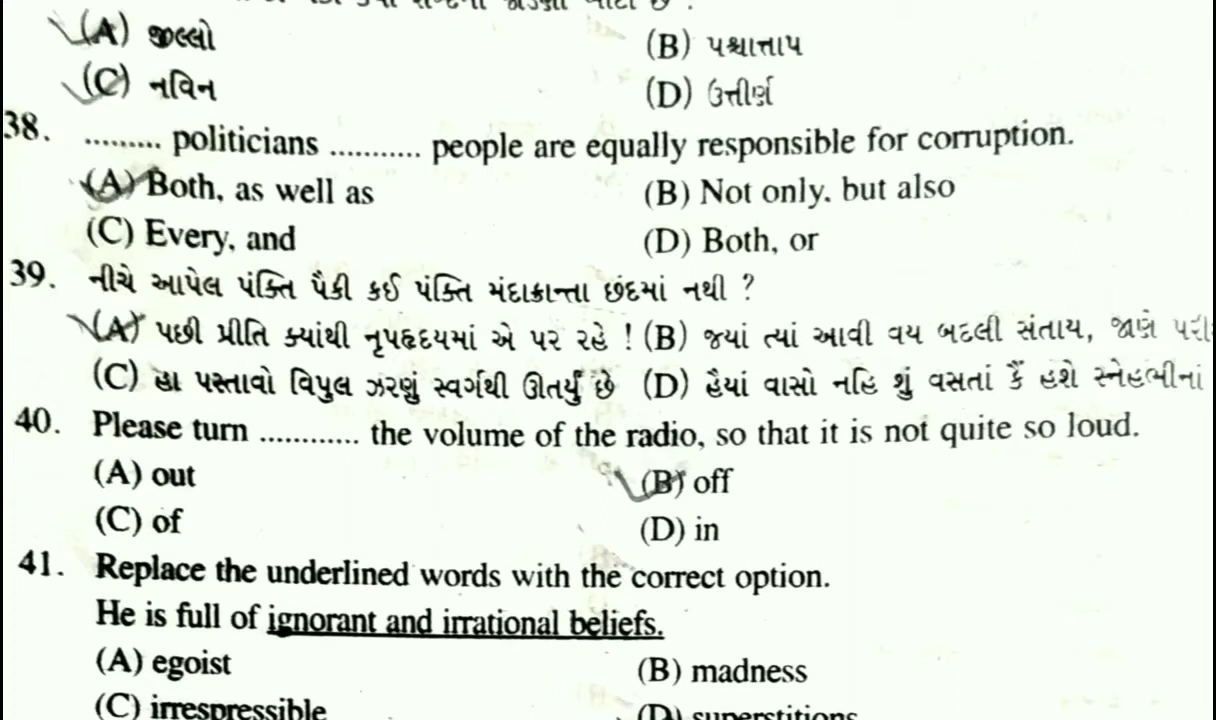 (A) જીલ્લો (B) પશ્ચાત્તાપ
(C) નવિન (D) ઉત્તીર્ણ
38. ......... politicians ........... people are equally responsible for corruption.
(A) Both, as well as (B) Not only. but also
(C) Every, and (D) Both, or
39. નીચે આપેલ પંક્તિ પૈકી કઈ પંક્તિ મંદાક્રાન્તા છંદમાં નથી ?
(A) પછી પ્રીતિ ક્યાંથી નૃપહૃદયમાં એ પર રહે ! (B) જ્યાં ત્યાં આવી વય બદલી સંતાય, જાણે પરી
(C) હા પસ્તાવો વિપુલ ઝરણું સ્વર્ગથી ઊતર્યું છે (D) હૈયાં વાસો નહિ શું વસતાં કૈં હશે સ્નેહભીનાં
40. Please turn ............ the volume of the radio, so that it is not quite so loud.
(A) out (B) off
(C) of (D) in
41. Replace the underlined words with the correct option.
He is full of ignorant and irrational beliefs.
(A) egoist (B) madness
(C) irrespressible (D) superstitions